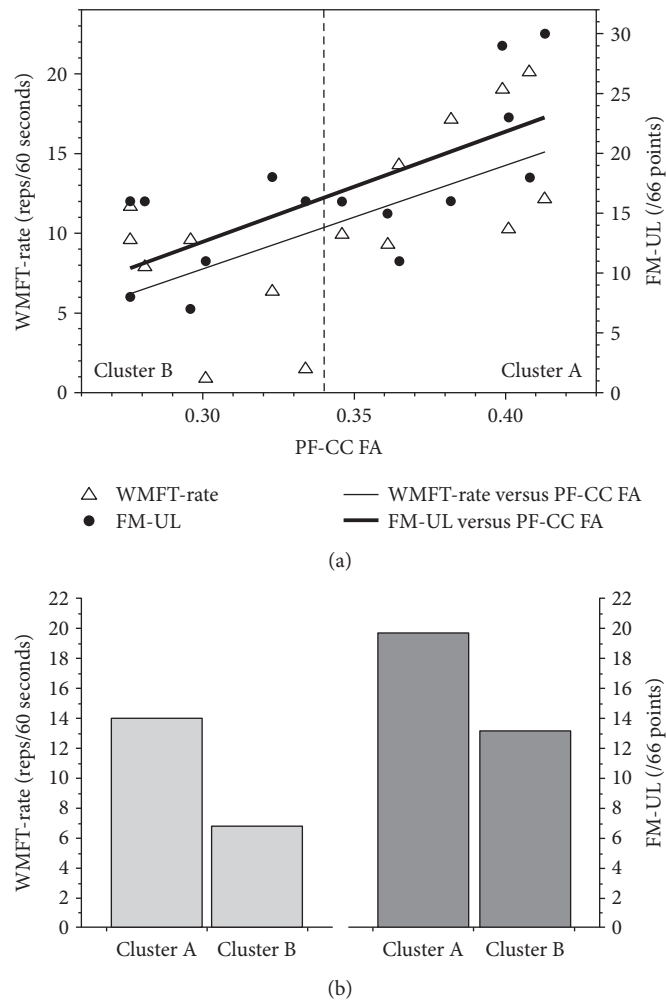 WMFT-rate (reps/60 seconds)
20
15
10
5
0
30
25
20
15
10
5
0
FM-UL (/66 points)
Cluster B
Cluster A
0.30
0.35
0.40
PF-CC FA
WMFT-rate
WMFT-rate versus PF-CC FA
FM-UL
FM-UL versus PF-CC FA
(a)
WMFT-rate (reps/60 seconds)
22
20
18
16
14
12
10
8
6
4
2
0
22
20
18
16
14
12
10
8
6
4
2
0
FM-UL (/66 points)
Cluster A
Cluster B
Cluster A
Cluster B
(b)